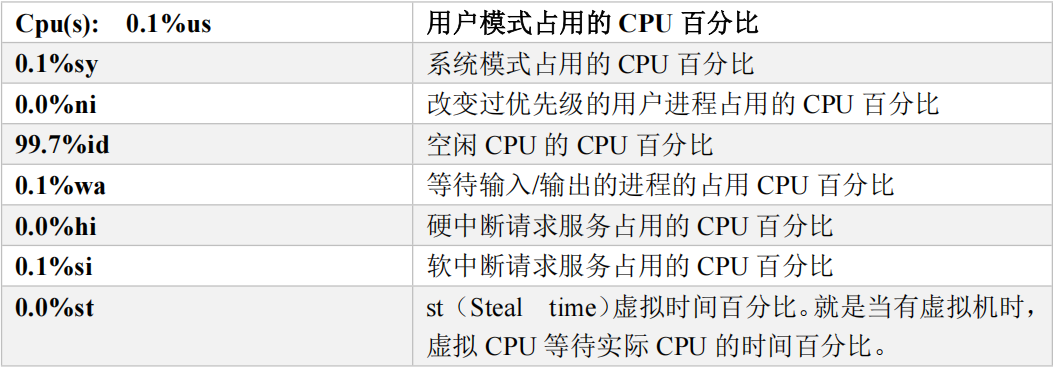 Cpu(s): 0.1%us 用户模式占用的 CPU 百分比
0.1%sy 系统模式占用的 CPU 百分比
0.0%ni 改变过优先级的用户进程占用的 CPU 百分比
99.7%id 空闲 CPU 的 CPU 百分比
0.1%wa 等待输入/输出的进程的占用 CPU 百分比
0.0%hi 硬中断请求服务占用的 CPU 百分比
0.1%si 软中断请求服务占用的 CPU 百分比
0.0%st st（Steal time）虚拟时间百分比。就是当有虚拟机时，
虚拟 CPU 等待实际 CPU 的时间百分比。